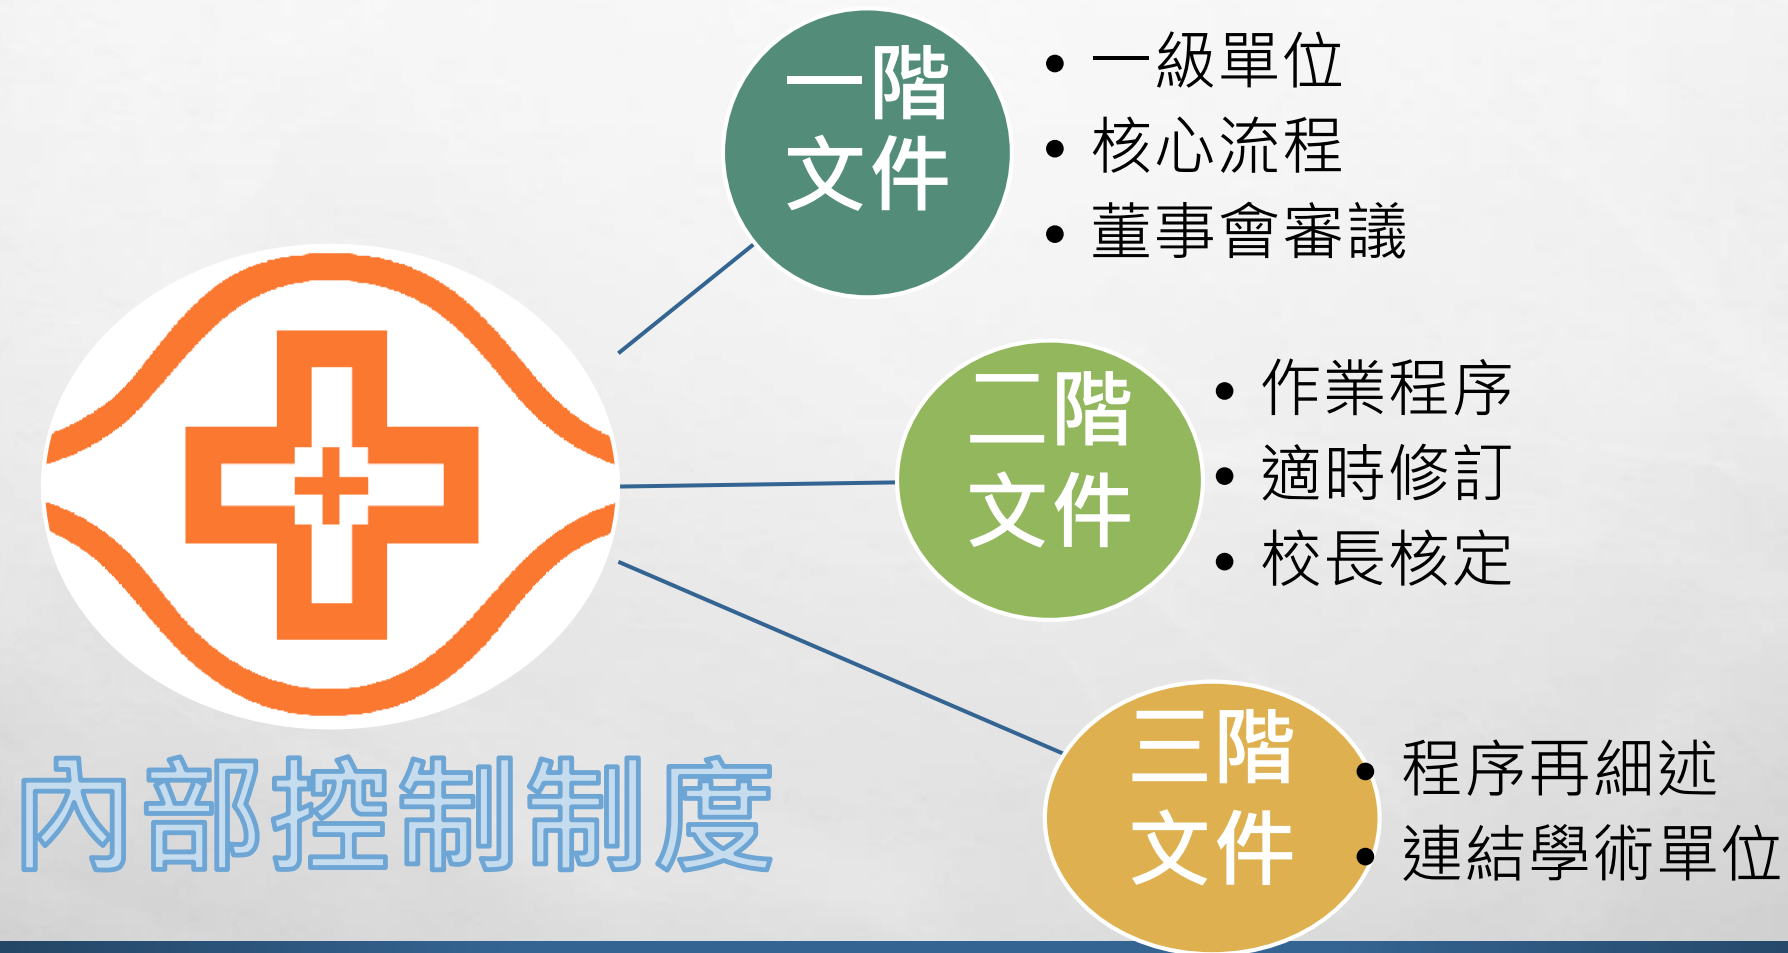 一階
文件
• 一級單位
• 核心流程
• 董事會審議
二階
文件
• 作業程序
• 適時修訂
• 校長核定
三階
文件
• 程序再細述
• 連結學術單位
內部控制制度